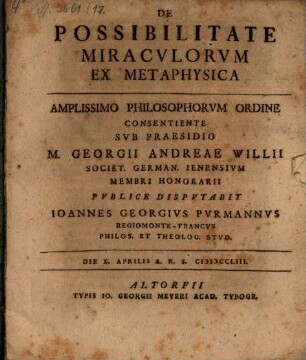 DE
POSSIBILITATE
MIRACVLORVM
EX METAPHYSICA
AMPLISSIMO PHILOSOPHORVM ORDINE
CONSENTIENTE
SVB PRAESIDIO
M. GEORGII ANDREAE WILLII
SOCIET. GERMAN. IENENSIVM
MEMBRI HONORARII
PVBLICE DISPVTABIT
IOANNES GEORGIVS PVRMANNVS
REGIOMONTE-FRANCVS
PHILOS. ET THEOLOG. STVD.
DIE X. APRILIS A. R. S. CIƆIƆCCLIII.
ALTORFII
TYPIS IO. GEORGII MEYERI ACAD. TYPOGR.